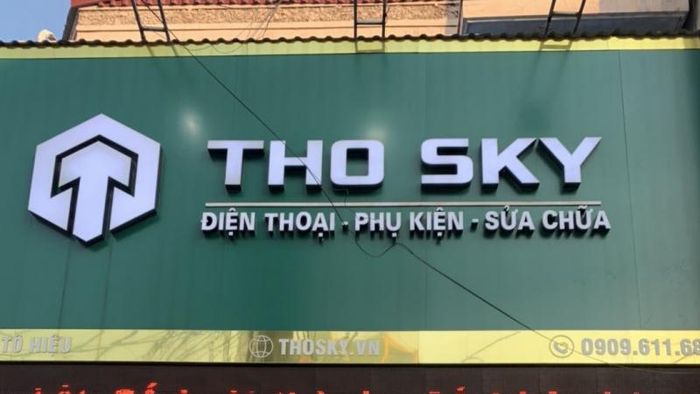 THO SKY
ĐIỆN THOẠI - PHỤ KIỆN - SỬA CHỮA
TÔ HIỆU
THOSKY.VN
0909.611.68